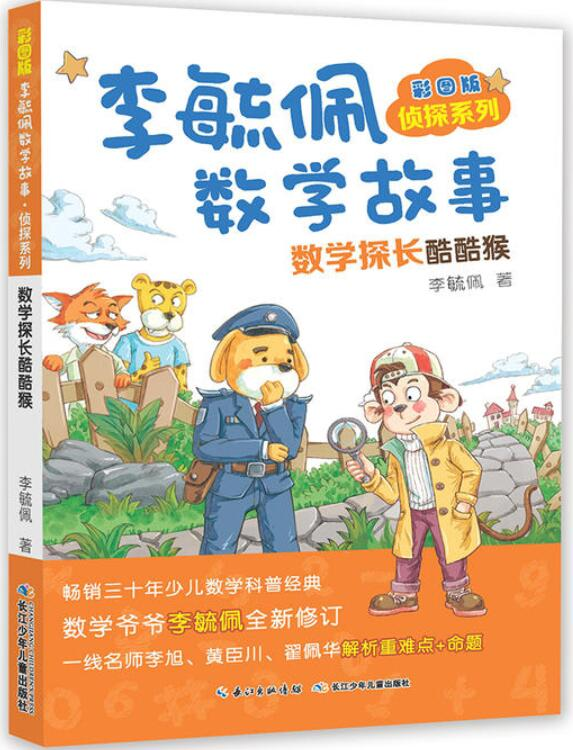 彩图版
李毓佩数学故事·侦探系列
数学探长酷酷猴
李毓佩 著
长江少年儿童出版社
CHANGJIANG CHILDREN'S PRESS
李毓佩
彩图版
侦探系列
数学故事
数学探长酷酷猴
李毓佩 著
畅销三十年少儿数学科普经典
数学爷爷李毓佩全新修订
一线名师李旭、黄臣川、翟佩华解析重难点+命题
长江出版传媒 长江少年儿童出版社